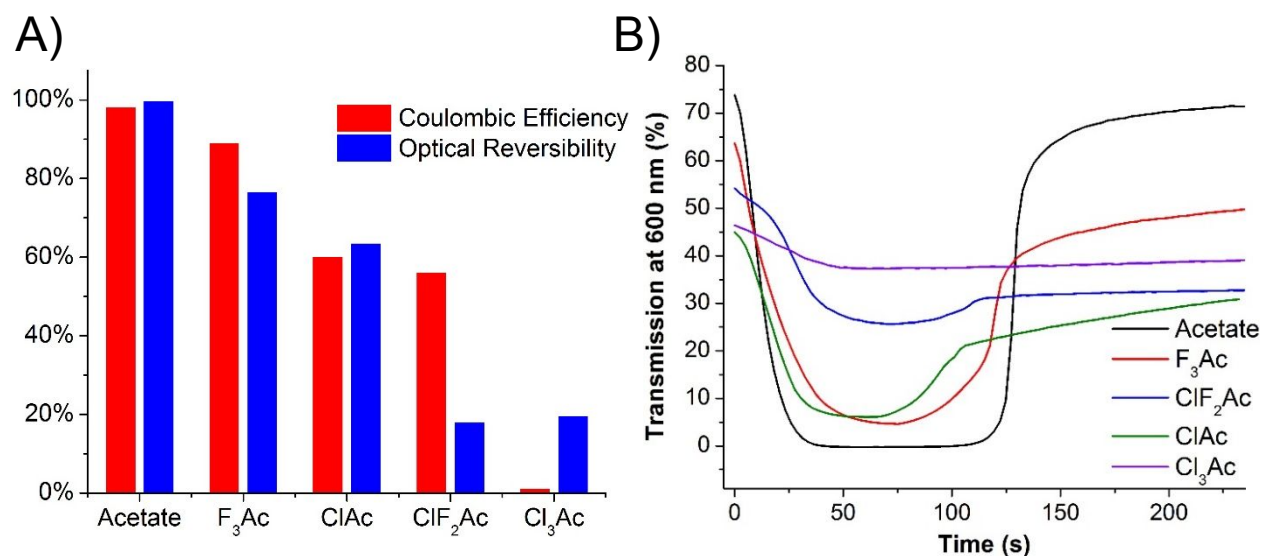 A)
100%
80%
60%
40%
20%
0%
Coulombic Efficiency
Optical Reversibility
Acetate F₃Ac ClAc ClF₂Ac Cl₃Ac
B)
Transmission at 600 nm (%)
80
70
60
50
40
30
20
10
0
Acetate
F₃Ac
ClF₂Ac
ClAc
Cl₃Ac
0 50 100 150 200
Time (s)